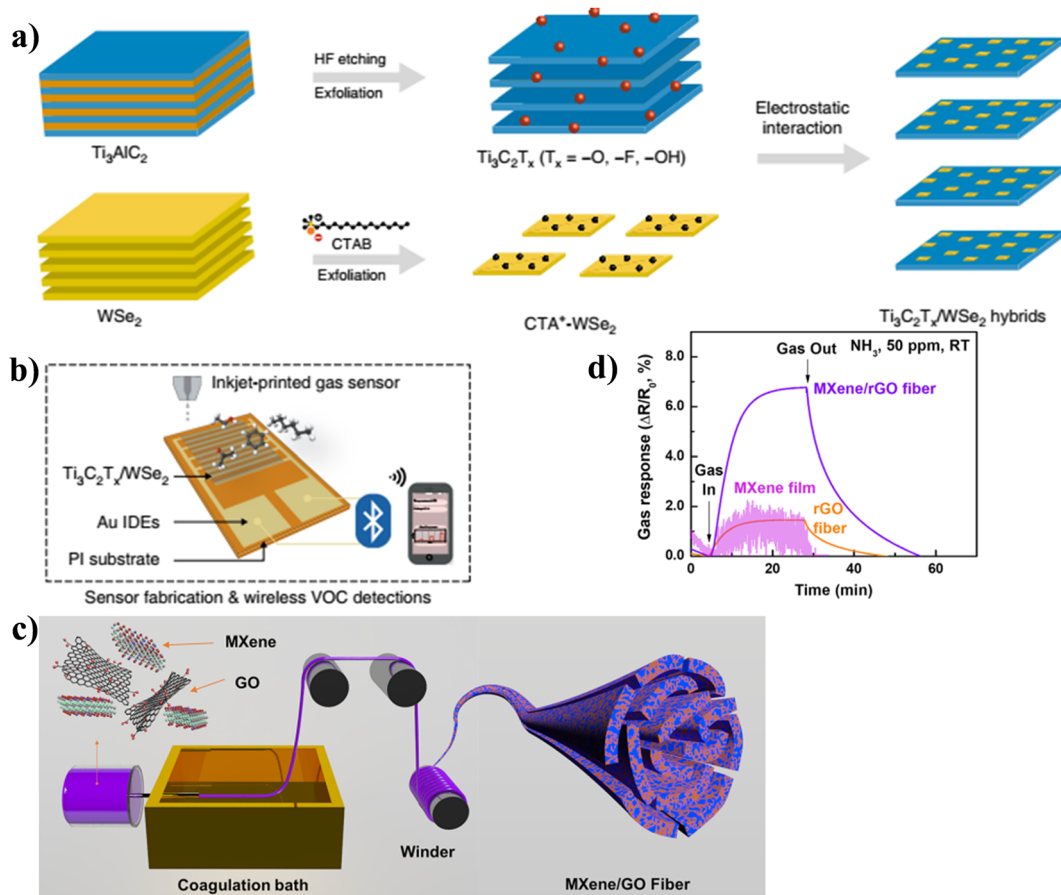 a)
HF etching
Exfoliation
Ti₃AlC₂
Ti₃C₂Tₓ (Tₓ = –O, –F, –OH)
Electrostatic
interaction
CTAB
Exfoliation
WSe₂
CTA⁺-WSe₂
Ti₃C₂Tₓ/WSe₂ hybrids
b)
Inkjet-printed gas sensor
Ti₃C₂Tₓ/WSe₂
Au IDEs
PI substrate
Sensor fabrication & wireless VOC detections
d)
NH₃, 50 ppm, RT
Gas Out
MXene/rGO fiber
Gas
In
MXene film
rGO
fiber
Gas response (ΔR/R₀, %)
8.0
6.0
4.0
2.0
0.0
0
20
40
60
Time (min)
c)
MXene
GO
Coagulation bath
Winder
MXene/GO Fiber